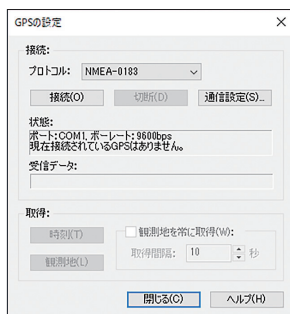 GPSの設定
接続:
プロトコル: NMEA-0183
接続(O) 切断(D) 通信設定(S)...
状態:
ポート:COM1, ボーレート:9600bps
現在接続されているGPSはありません。
受信データ:
取得:
時刻(T)
観測地を常に取得(W):
取得間隔: 10 秒
観測地(L)
閉じる(C) ヘルプ(H)